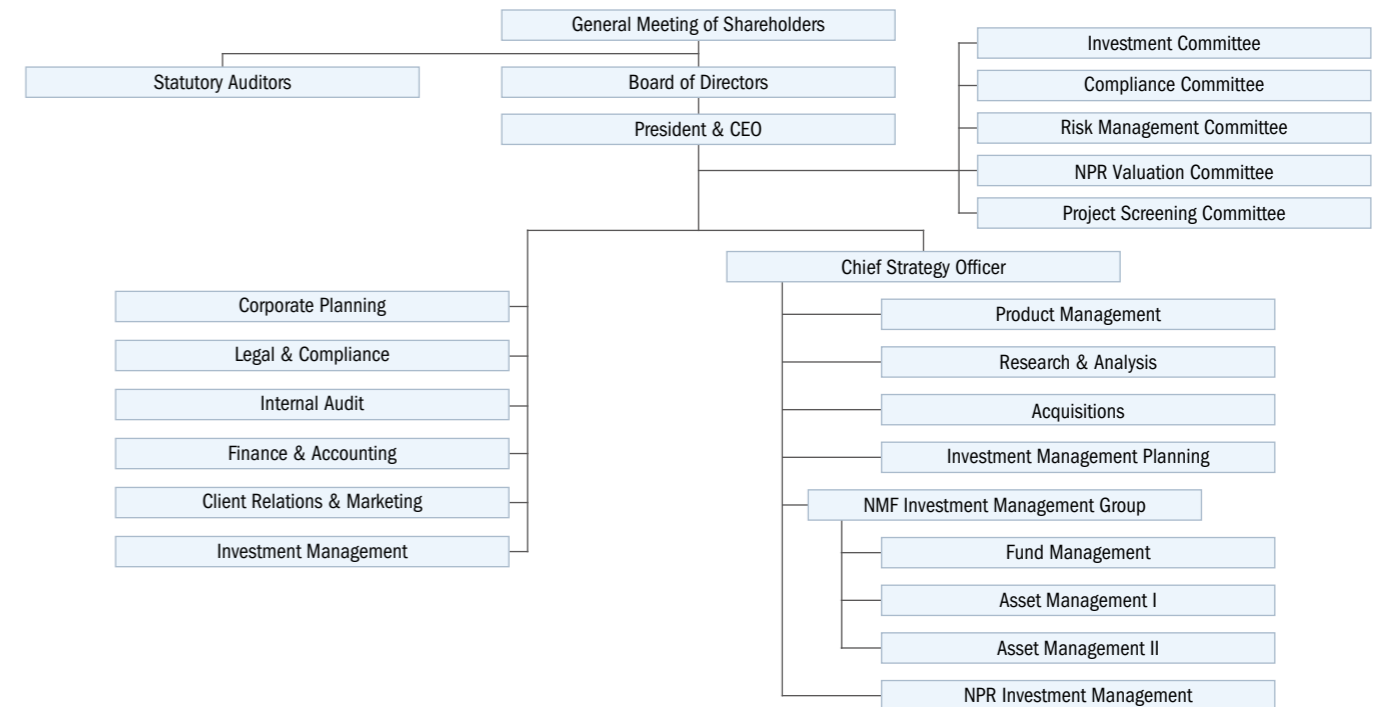 General Meeting of Shareholders
Statutory Auditors
Board of Directors
President & CEO
Investment Committee
Compliance Committee
Risk Management Committee
NPR Valuation Committee
Project Screening Committee
Corporate Planning
Legal & Compliance
Internal Audit
Finance & Accounting
Client Relations & Marketing
Investment Management
Chief Strategy Officer
Product Management
Research & Analysis
Acquisitions
Investment Management Planning
NMF Investment Management Group
Fund Management
Asset Management I
Asset Management II
NPR Investment Management